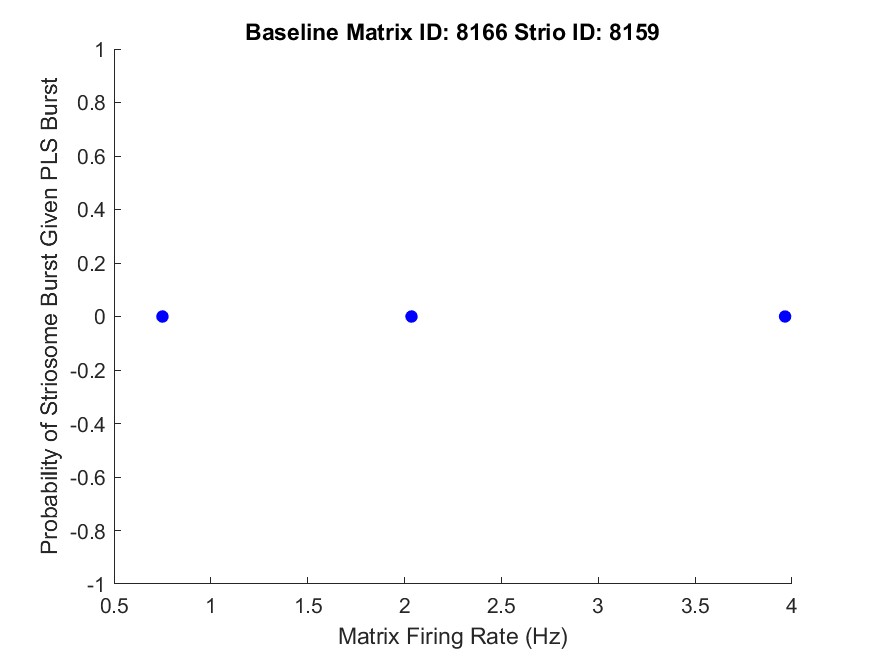 Baseline Matrix ID: 8166 Strio ID: 8159
Probability of Striosome Burst Given PLS Burst
1
0.8
0.6
0.4
0.2
0
-0.2
-0.4
-0.6
-0.8
-1
0.5 1 1.5 2 2.5 3 3.5 4
Matrix Firing Rate (Hz)